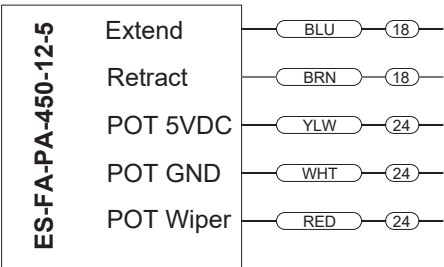 ES-FA-PA-450-12-5
Extend BLU 18
Retract BRN 18
POT 5VDC YLW 24
POT GND WHT 24
POT Wiper RED 24